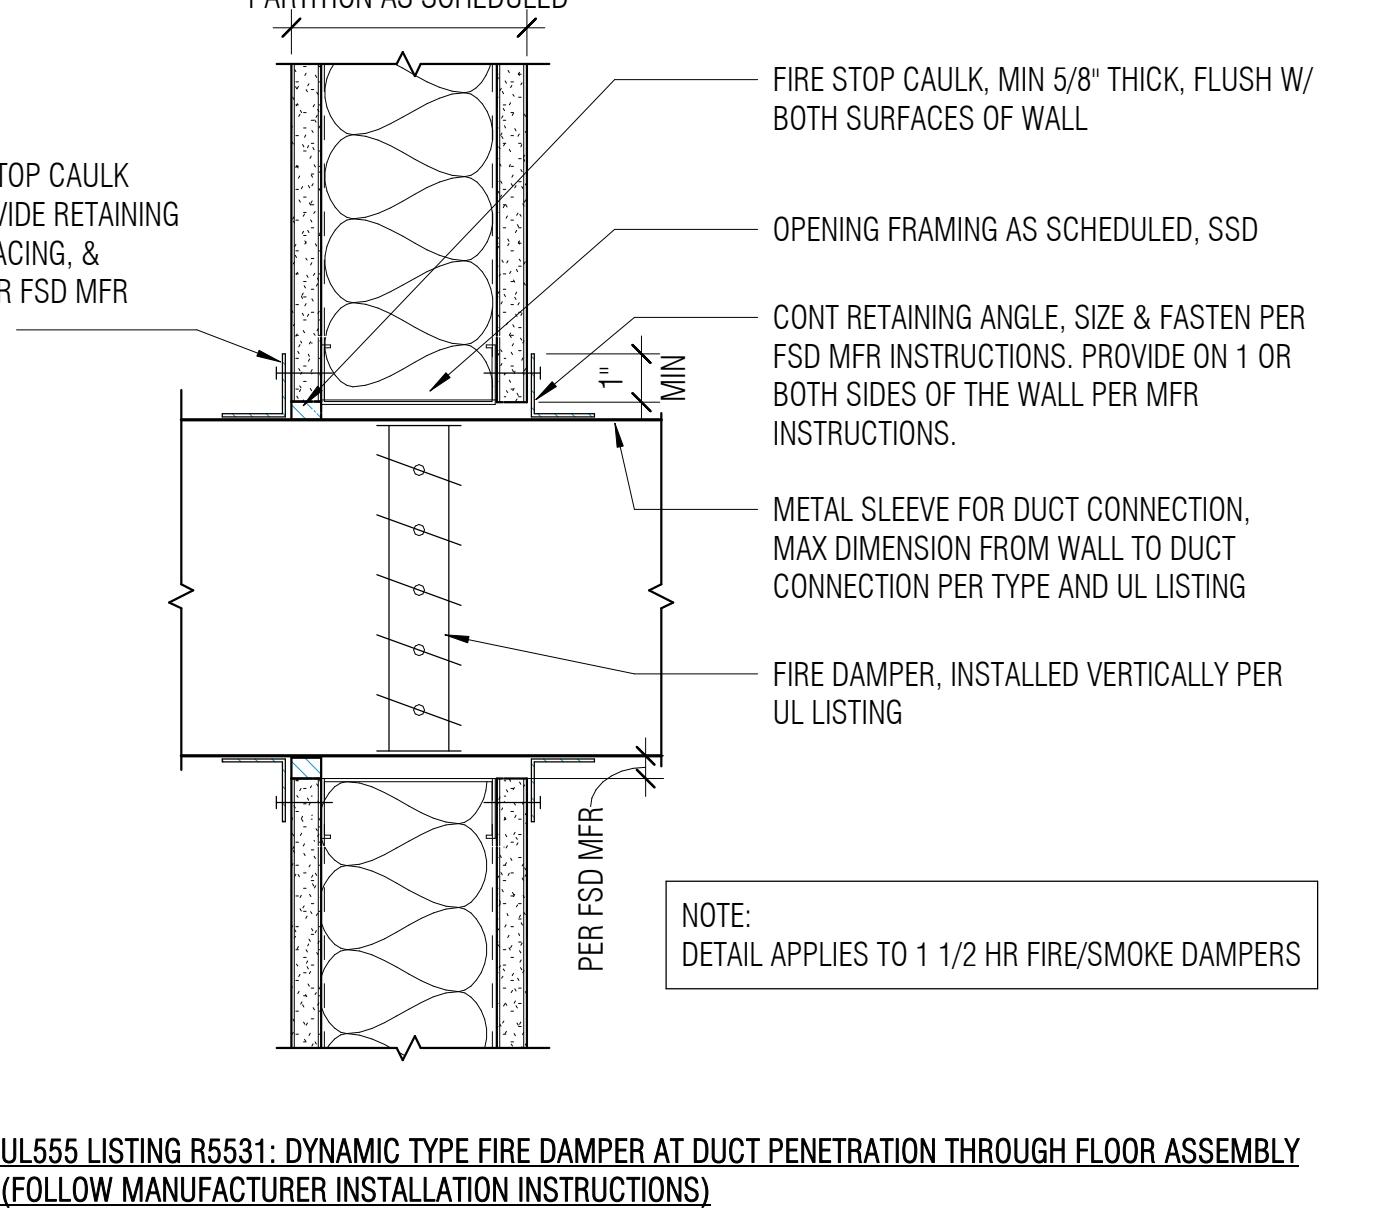 PARTITION AS SCHEDULED
FIRE STOP CAULK, MIN 5/8" THICK, FLUSH W/
BOTH SURFACES OF WALL
TOP CAULK
VIDE RETAINING
ACING, &
R FSD MFR
OPENING FRAMING AS SCHEDULED, SSD
CONT RETAINING ANGLE, SIZE & FASTEN PER
FSD MFR INSTRUCTIONS. PROVIDE ON 1 OR
BOTH SIDES OF THE WALL PER MFR
INSTRUCTIONS.
1"
MIN
METAL SLEEVE FOR DUCT CONNECTION,
MAX DIMENSION FROM WALL TO DUCT
CONNECTION PER TYPE AND UL LISTING
FIRE DAMPER, INSTALLED VERTICALLY PER
UL LISTING
PER FSD MFR
NOTE:
DETAIL APPLIES TO 1 1/2 HR FIRE/SMOKE DAMPERS
UL555 LISTING R5531: DYNAMIC TYPE FIRE DAMPER AT DUCT PENETRATION THROUGH FLOOR ASSEMBLY
(FOLLOW MANUFACTURER INSTALLATION INSTRUCTIONS)